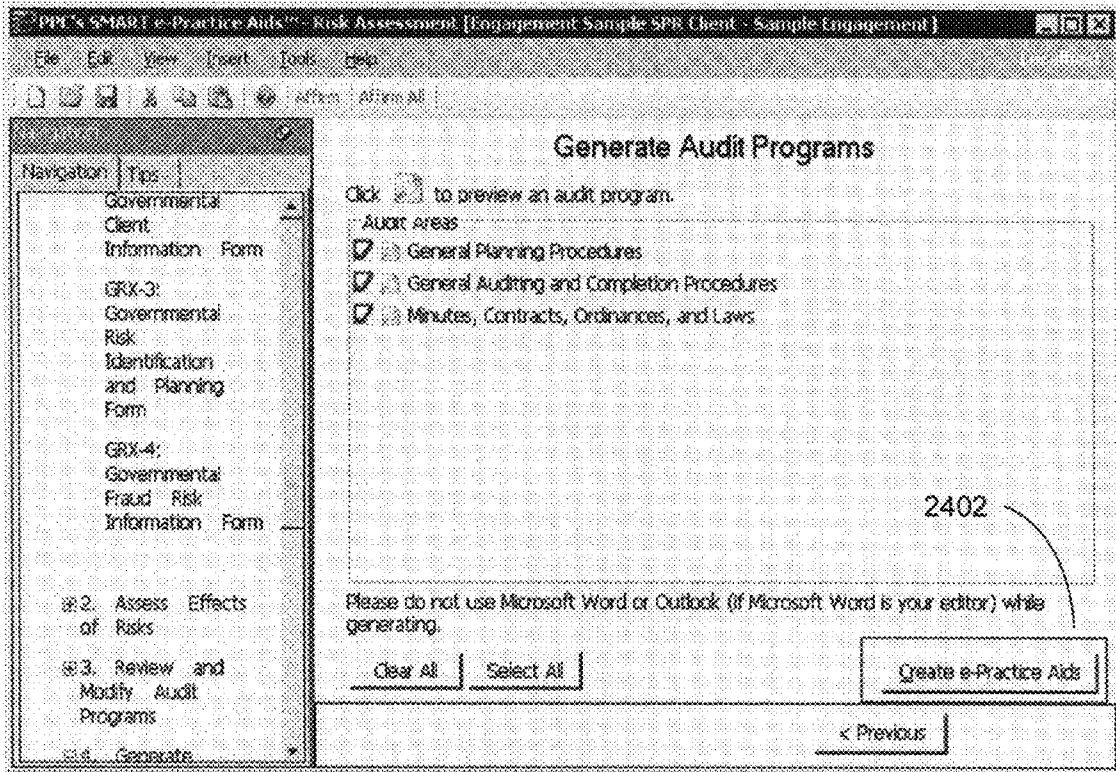 PPC's SMART e-Practice Aids™ - Risk Assessment [Engagement Sample SPR Client - Sample Engagement]
File Edit View Insert Tools Help
Affirm Affirm All
Generate Audit Programs
Navigation Tips
Click to preview an audit program.
Audit Areas
General Planning Procedures
General Auditing and Completion Procedures
Minutes, Contracts, Ordinances, and Laws
Governmental
Client
Information Form
GRX-3:
Governmental
Risk
Identification
and Planning
Form
GRX-4:
Governmental
Fraud Risk
Information Form
2. Assess Effects
of Risks
3. Review and
Modify Audit
Programs
4. Generate
2402
Please do not use Microsoft Word or Outlook (if Microsoft Word is your editor) while
generating.
Clear All Select All Create e-Practice Aids
< Previous